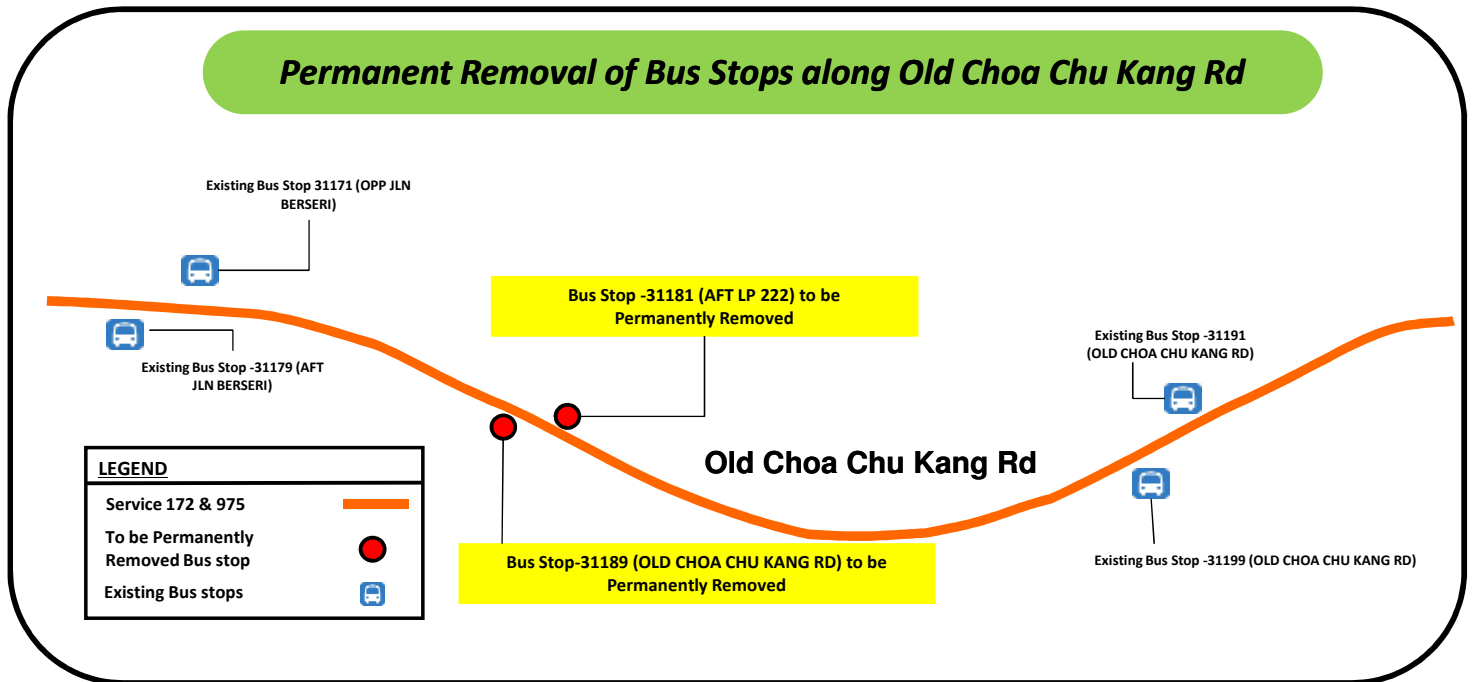 Permanent Removal of Bus Stops along Old Choa Chu Kang Rd
Existing Bus Stop 31171 (OPP JLN
BERSERI)
Bus Stop -31181 (AFT LP 222) to be
Permanently Removed
Existing Bus Stop -31191
(OLD CHOA CHU KANG RD)
Existing Bus Stop -31179 (AFT
JLN BERSERI)
Old Choa Chu Kang Rd
LEGEND
Service 172 & 975
To be Permanently
Removed Bus stop
Existing Bus stops
Bus Stop-31189 (OLD CHOA CHU KANG RD) to be
Permanently Removed
Existing Bus Stop -31199 (OLD CHOA CHU KANG RD)